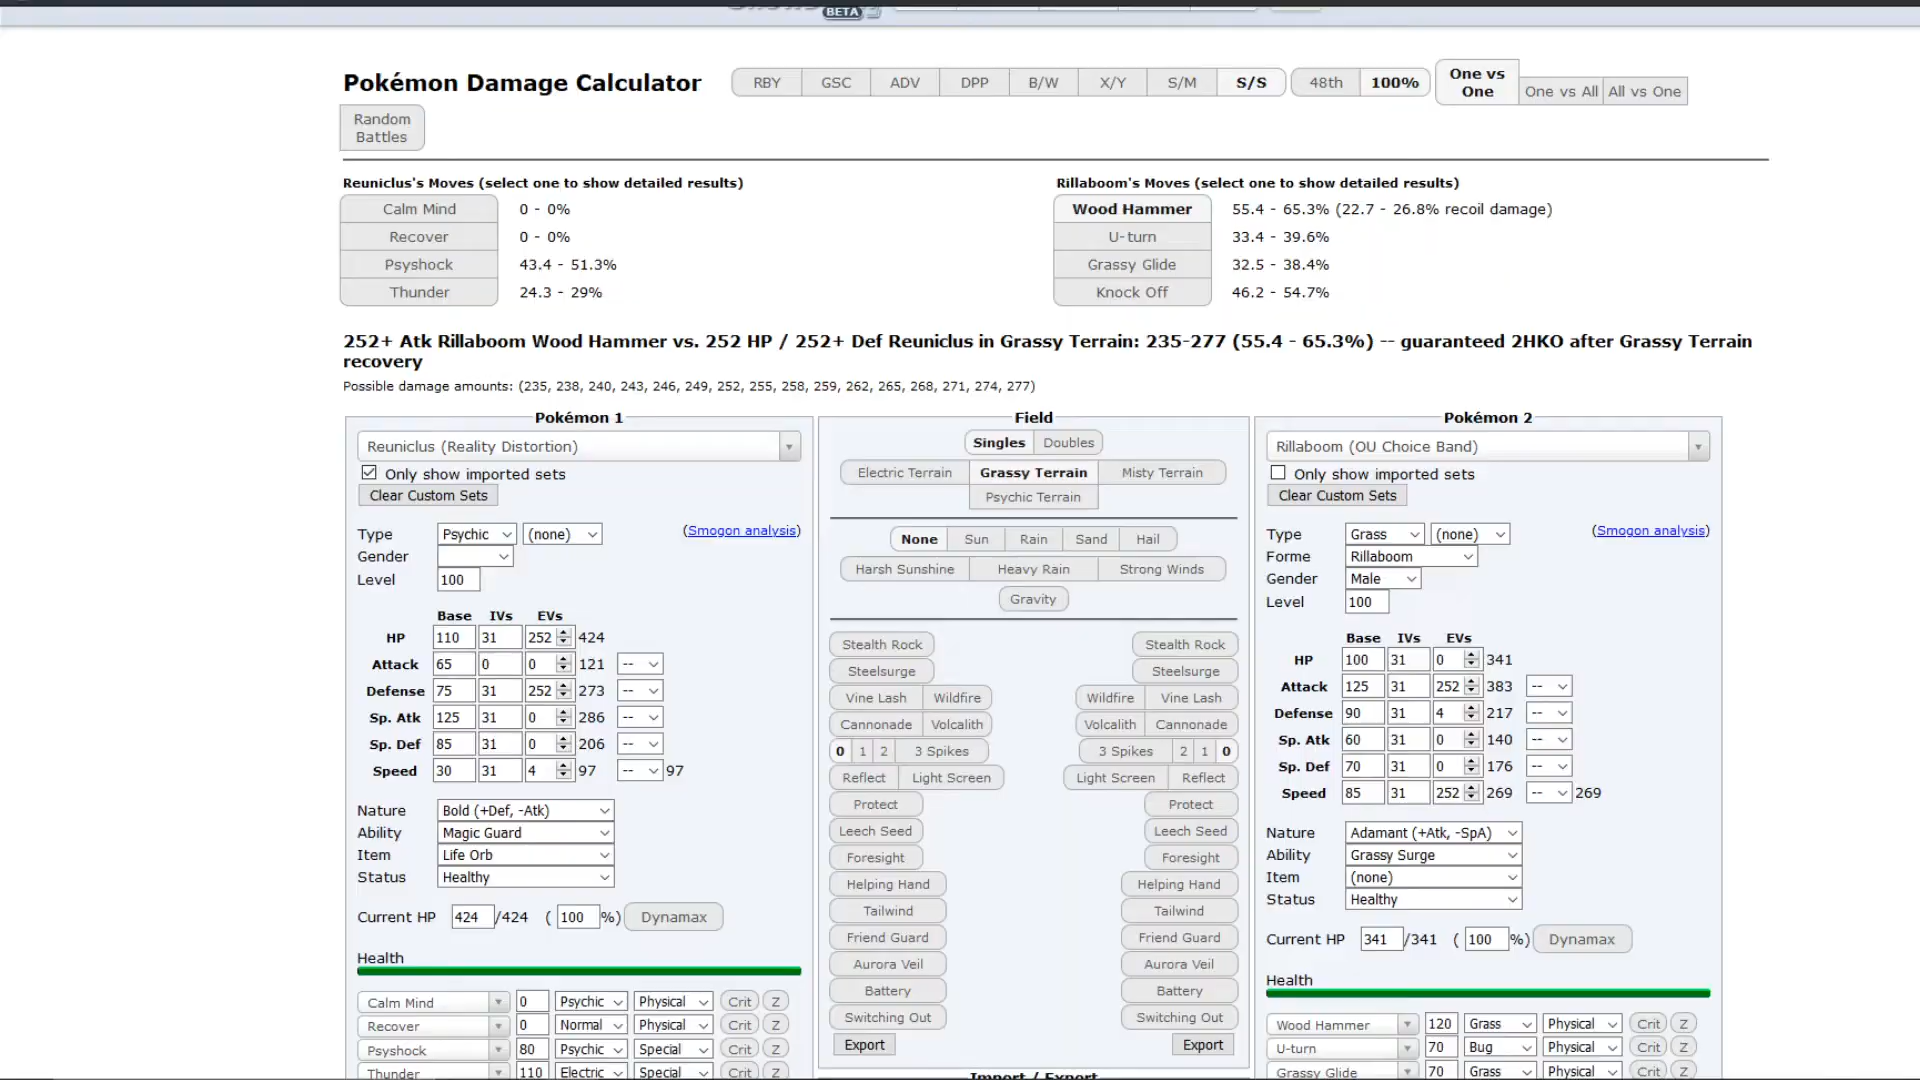 BETA
Pokémon Damage Calculator
RBY GSC ADV DPP B/W X/Y S/M S/S 48th 100% One vs One One vs All All vs One
Random Battles
Reuniclus's Moves (select one to show detailed results)
Calm Mind 0 - 0%
Recover 0 - 0%
Psyshock 43.4 - 51.3%
Thunder 24.3 - 29%
Rillaboom's Moves (select one to show detailed results)
Wood Hammer 55.4 - 65.3% (22.7 - 26.8% recoil damage)
U-turn 33.4 - 39.6%
Grassy Glide 32.5 - 38.4%
Knock Off 46.2 - 54.7%
252+ Atk Rillaboom Wood Hammer vs. 252 HP / 252+ Def Reuniclus in Grassy Terrain: 235-277 (55.4 - 65.3%) -- guaranteed 2HKO after Grassy Terrain
recovery
Possible damage amounts: (235, 238, 240, 243, 246, 249, 252, 255, 258, 259, 262, 265, 268, 271, 274, 277)
Pokémon 1
Reuniclus (Reality Distortion)
Only show imported sets
Clear Custom Sets
Type Psychic (none) (Smogon analysis)
Gender
Level 100
Base IVs EVs
HP 110 31 252 424
Attack 65 0 0 121 --
Defense 75 31 252 273 --
Sp. Atk 125 31 0 286 --
Sp. Def 85 31 0 206 --
Speed 30 31 4 97 -- 97
Nature Bold (+Def, -Atk)
Ability Magic Guard
Item Life Orb
Status Healthy
Current HP 424 /424 ( 100 %) Dynamax
Health
Calm Mind 0 Psychic Physical Crit Z
Recover 0 Normal Physical Crit Z
Psyshock 80 Psychic Special Crit Z
Thunder 110 Electric Special Crit Z
Field
Singles Doubles
Electric Terrain Grassy Terrain Misty Terrain
Psychic Terrain
None Sun Rain Sand Hail
Harsh Sunshine Heavy Rain Strong Winds
Gravity
Stealth Rock Stealth Rock
Steelsurge Steelsurge
Vine Lash Wildfire Wildfire Vine Lash
Cannonade Volcalith Volcalith Cannonade
0 1 2 3 Spikes 3 Spikes 2 1 0
Reflect Light Screen Light Screen Reflect
Protect Protect
Leech Seed Leech Seed
Foresight Foresight
Helping Hand Helping Hand
Tailwind Tailwind
Friend Guard Friend Guard
Aurora Veil Aurora Veil
Battery Battery
Switching Out Switching Out
Export Export
Import / Export
Pokémon 2
Rillaboom (OU Choice Band)
Only show imported sets
Clear Custom Sets
Type Grass (none) (Smogon analysis)
Forme Rillaboom
Gender Male
Level 100
Base IVs EVs
HP 100 31 0 341
Attack 125 31 252 383 --
Defense 90 31 4 217 --
Sp. Atk 60 31 0 140 --
Sp. Def 70 31 0 176 --
Speed 85 31 252 269 -- 269
Nature Adamant (+Atk, -SpA)
Ability Grassy Surge
Item (none)
Status Healthy
Current HP 341 /341 ( 100 %) Dynamax
Health
Wood Hammer 120 Grass Physical Crit Z
U-turn 70 Bug Physical Crit Z
Grassy Glide 70 Grass Physical Crit Z